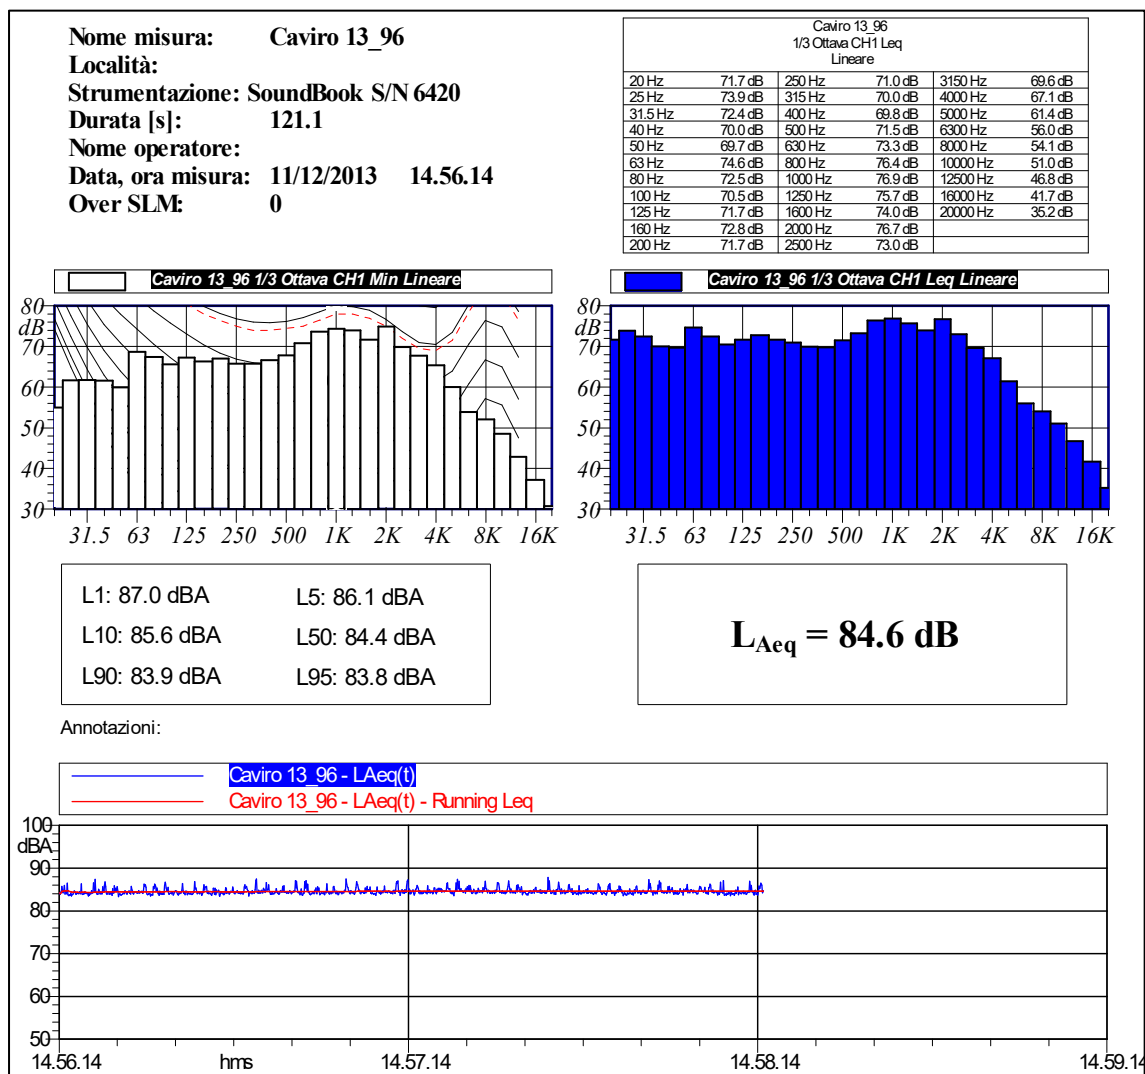 Nome misura: Caviro 13_96
Località:
Strumentazione: SoundBook S/N 6420
Durata [s]: 121.1
Nome operatore:
Data, ora misura: 11/12/2013 14.56.14
Over SLM: 0
Caviro 13_96
1/3 Ottava CH1 Leq
Lineare
20 Hz 71.7 dB 250 Hz 71.0 dB 3150 Hz 69.6 dB
25 Hz 73.9 dB 315 Hz 70.0 dB 4000 Hz 67.1 dB
31.5 Hz 72.4 dB 400 Hz 69.8 dB 5000 Hz 61.4 dB
40 Hz 70.0 dB 500 Hz 71.5 dB 6300 Hz 56.0 dB
50 Hz 69.7 dB 630 Hz 73.3 dB 8000 Hz 54.1 dB
63 Hz 74.6 dB 800 Hz 76.4 dB 10000 Hz 51.0 dB
80 Hz 72.5 dB 1000 Hz 76.9 dB 12500 Hz 46.8 dB
100 Hz 70.5 dB 1250 Hz 75.7 dB 16000 Hz 41.7 dB
125 Hz 71.7 dB 1600 Hz 74.0 dB 20000 Hz 35.2 dB
160 Hz 72.8 dB 2000 Hz 76.7 dB
200 Hz 71.7 dB 2500 Hz 73.0 dB
Caviro 13_96 1/3 Ottava CH1 Min Lineare
80
dB
70
60
50
40
30
31.5 63 125 250 500 1K 2K 4K 8K 16K
Caviro 13_96 1/3 Ottava CH1 Leq Lineare
80
dB
70
60
50
40
30
31.5 63 125 250 500 1K 2K 4K 8K 16K
L1: 87.0 dBA L5: 86.1 dBA
L10: 85.6 dBA L50: 84.4 dBA
L90: 83.9 dBA L95: 83.8 dBA
LAeq = 84.6 dB
Annotazioni:
Caviro 13_96 - LAeq(t)
Caviro 13_96 - LAeq(t) - Running Leq
100
dBA
90
80
70
60
50
14.56.14 hms 14.57.14 14.58.14 14.59.14